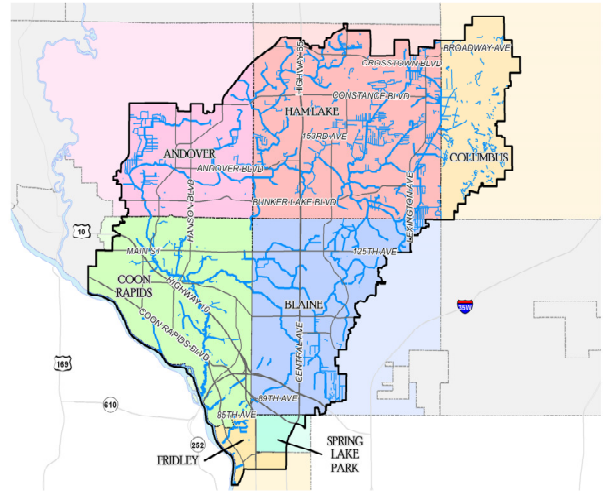 BROADWAY AVE
HIGHWAY 65
CROSSTOWN BLVD
CONSTANCE BLVD
HAM LAKE
153RD AVE
ANDOVER
COLUMBUS
ANDOVER BLVD
LEXINGTON AVE
BUNKER LAKE BLVD
HANSON BLVD
10
MAIN ST
125TH AVE
COON
RAPIDS
HIGHWAY 10
BLAINE
35W
COON RAPIDS BLVD
CENTRAL AVE
169
89TH AVE
610
85TH AVE
252
FRIDLEY
SPRING
LAKE
PARK